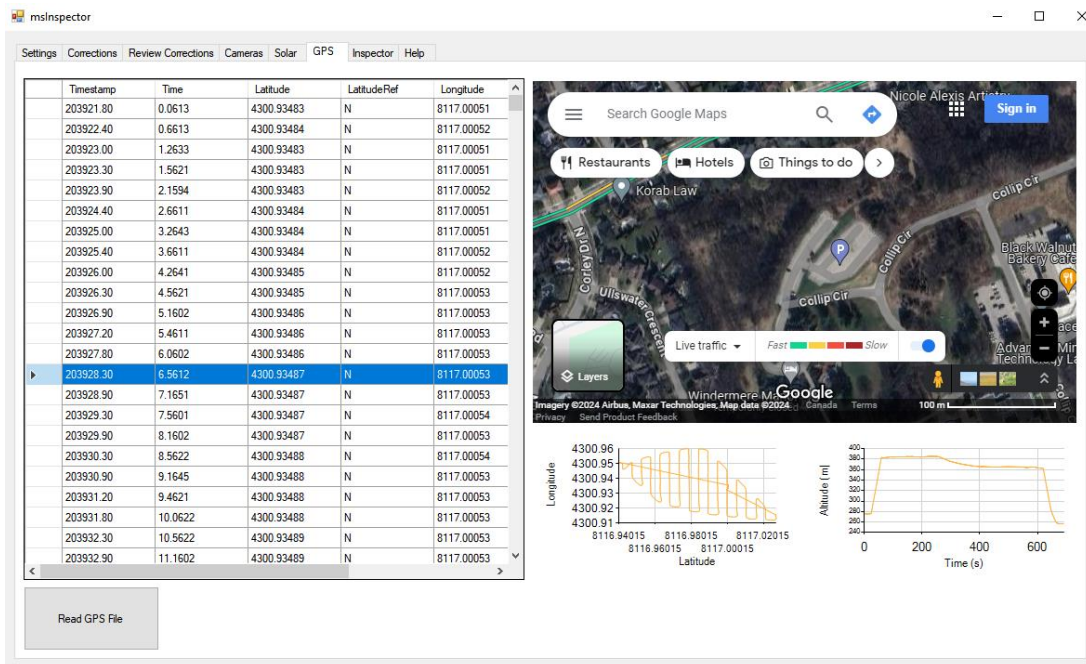 msInspector
Settings Corrections Review Corrections Cameras Solar GPS Inspector Help
Timestamp Time Latitude LatitudeRef Longitude
203921.80 0.0613 4300.93483 N 8117.00051
203922.40 0.6613 4300.93484 N 8117.00052
203923.00 1.2633 4300.93483 N 8117.00051
203923.30 1.5621 4300.93483 N 8117.00051
203923.90 2.1594 4300.93483 N 8117.00052
203924.40 2.6611 4300.93484 N 8117.00051
203925.00 3.2643 4300.93484 N 8117.00051
203925.40 3.6611 4300.93484 N 8117.00052
203926.00 4.2641 4300.93485 N 8117.00052
203926.30 4.5621 4300.93485 N 8117.00053
203926.90 5.1602 4300.93486 N 8117.00053
203927.20 5.4611 4300.93486 N 8117.00053
203927.80 6.0602 4300.93486 N 8117.00053
203928.30 6.5612 4300.93487 N 8117.00053
203928.90 7.1651 4300.93487 N 8117.00053
203929.30 7.5601 4300.93487 N 8117.00054
203929.90 8.1602 4300.93487 N 8117.00053
203930.30 8.5622 4300.93488 N 8117.00054
203930.90 9.1645 4300.93488 N 8117.00053
203931.20 9.4621 4300.93488 N 8117.00053
203931.80 10.0622 4300.93488 N 8117.00053
203932.30 10.5622 4300.93489 N 8117.00053
203932.90 11.1602 4300.93489 N 8117.00053
Read GPS File
Nicole Alexis
Search Google Maps
Sign in
Restaurants Hotels Things to do
Korab Law
Collip Cir
Corley Dr N
P
Collip Cir
Black Walnut
Bakery Cafe
Ullswater Crescent
Collip Cir
Live traffic Fast Slow
Layers
Windermere
Google
Imagery ©2024 Airbus, Maxar Technologies, Map data ©2024 Canada Terms 100 m
Privacy Send Product Feedback
Longitude
4300.96
4300.95
4300.94
4300.93
4300.92
4300.91
8116.94015 8116.98015 8117.02015
8116.96015 8117.00015
Latitude
Altitude (m)
400
380
360
340
320
300
280
260
240
0 200 400 600
Time (s)